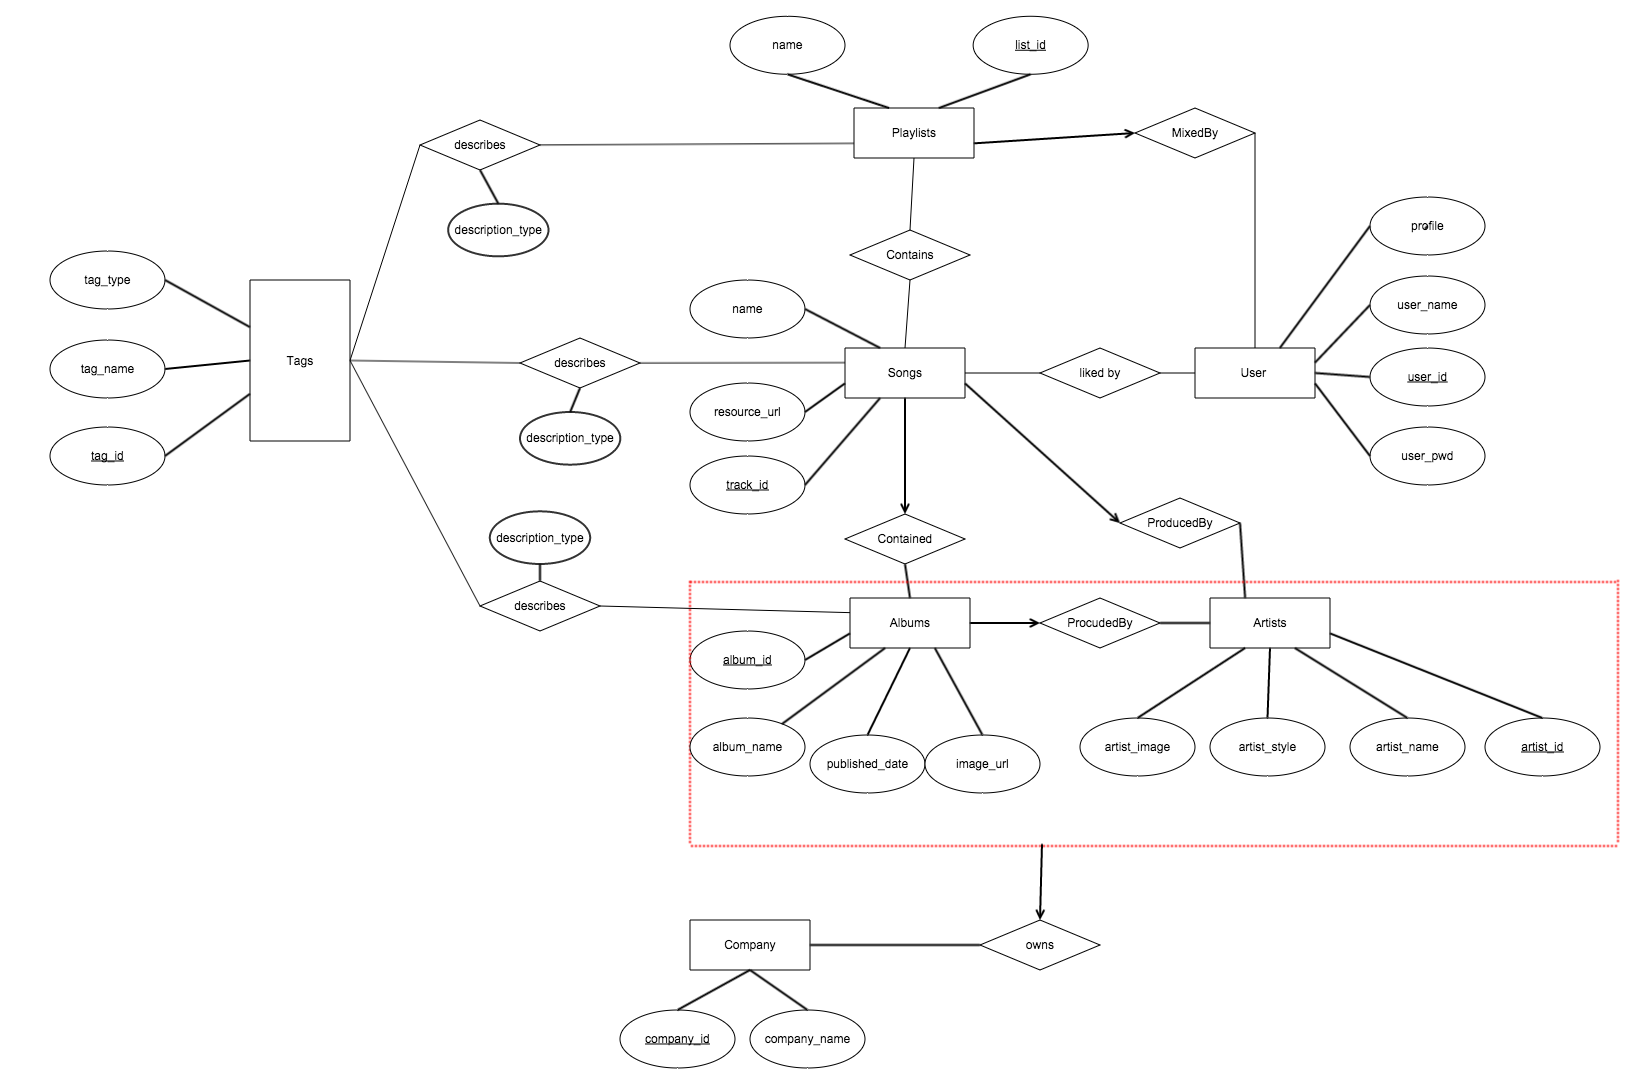 name
list_id
Playlists
MixedBy
describes
description_type
Contains
profile
tag_type
user_name
name
Tags
tag_name
describes
Songs
liked by
User
user_id
resource_url
description_type
tag_id
track_id
user_pwd
ProducedBy
description_type
Contained
describes
Albums
ProcudedBy
Artists
album_id
album_name
published_date
image_url
artist_image
artist_style
artist_name
artist_id
Company
owns
company_id
company_name